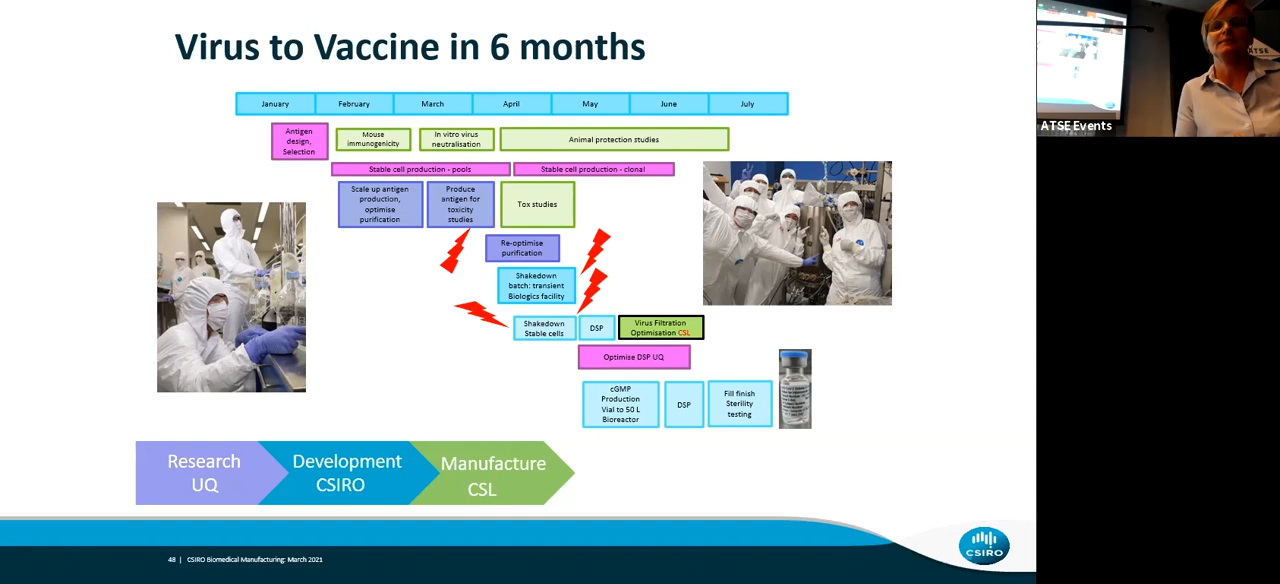 Virus to Vaccine in 6 months
January
February
March
April
May
June
July
Antigen
design,
Selection
Mouse
immunogenicity
In vitro virus
neutralisation
Animal protection studies
Stable cell production - pools
Stable cell production - clonal
Scale up antigen
production,
optimise
purification
Produce
antigen for
toxicity
studies
Tox studies
Re-optimise
purification
Shakedown
batch: transient
Biologics facility
Shakedown
Stable cells
DSP
Virus Filtration
Optimisation CSL
Optimise DSP UQ
cGMP
Production
Vial to 50 L
Bioreactor
DSP
Fill finish
Sterility
testing
Research
UQ
Development
CSIRO
Manufacture
CSL
48 | CSIRO Biomedical Manufacturing: March 2021
CSIRO
ATSE
ATSE Events